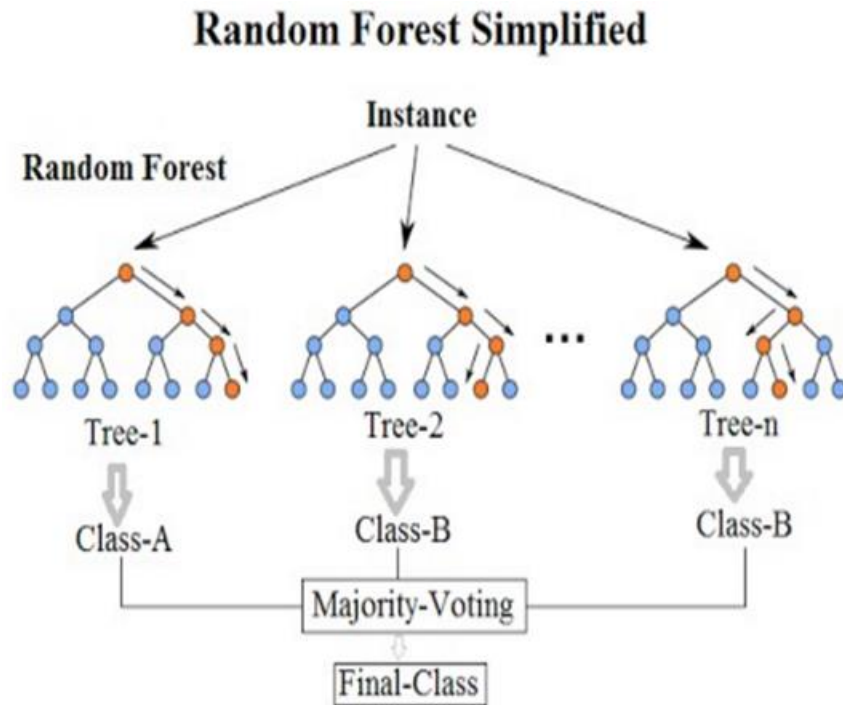 Random Forest Simplified
Instance
Random Forest
...
Tree-1
Tree-2
Tree-n
Class-A
Class-B
Class-B
Majority-Voting
Final-Class